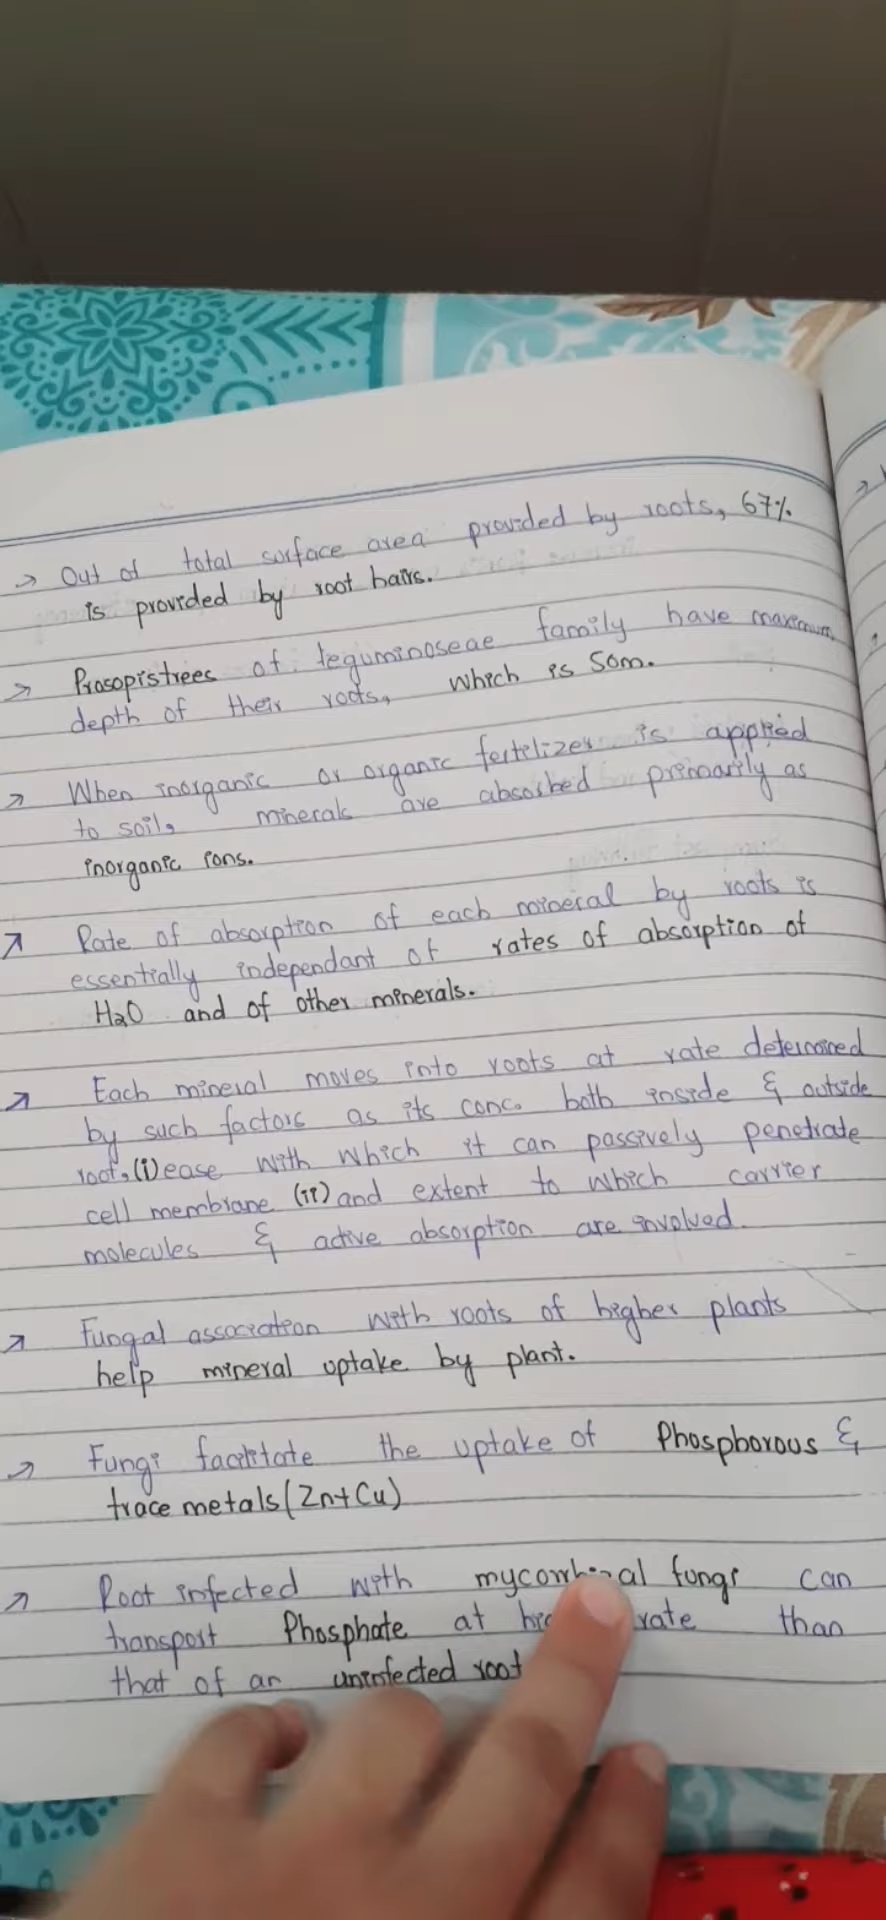 → Out of total surface area provided by roots, 67%
is provided by root hairs.
→ Prosopistrees of leguminoseae family have maximum
depth of their roots, which is 50m.
→ When inorganic or organic fertelizer is applied
to soil, minerals are absorbed primarily as
inorganic ions.
→ Rate of absorption of each mineral by roots is
essentially independant of rates of absorption of
H₂O and of other minerals.
→ Each mineral moves into roots at rate determined
by such factors as its conc. both inside & outside
root, (i) ease with which it can passively penetrate
cell membrane (ii) and extent to which carrier
molecules & active absorption are involved.
→ Fungal association with roots of higher plants
help mineral uptake by plant.
→ Fungi facilitate the uptake of Phosphorous &
trace metals (Zn+Cu)
→ Root infected with mycorrhizal fungi can
transport Phosphate at rate than
that of an uninfected root